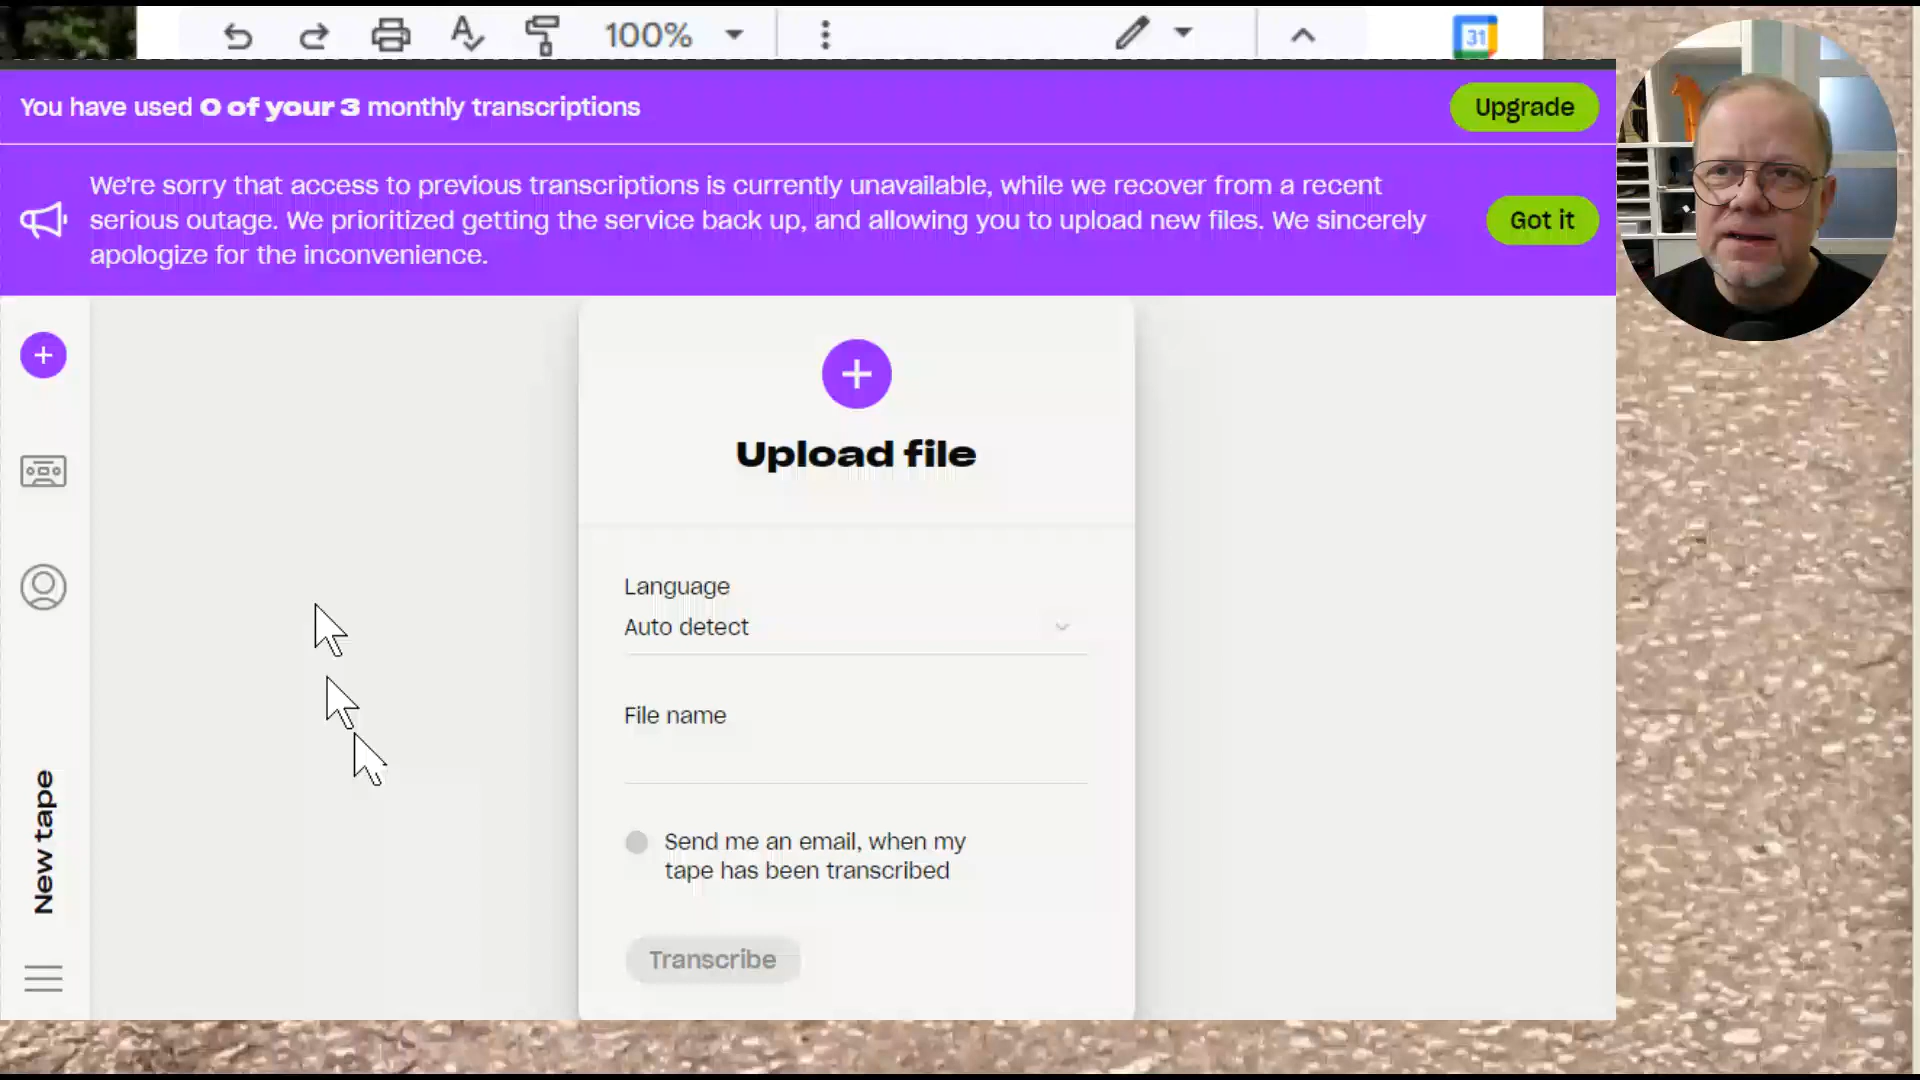 100%
31
You have used 0 of your 3 monthly transcriptions
Upgrade
We're sorry that access to previous transcriptions is currently unavailable, while we recover from a recent
serious outage. We prioritized getting the service back up, and allowing you to upload new files. We sincerely
apologize for the inconvenience.
Got it
Upload file
Language
Auto detect
File name
Send me an email, when my
tape has been transcribed
Transcribe
New tape